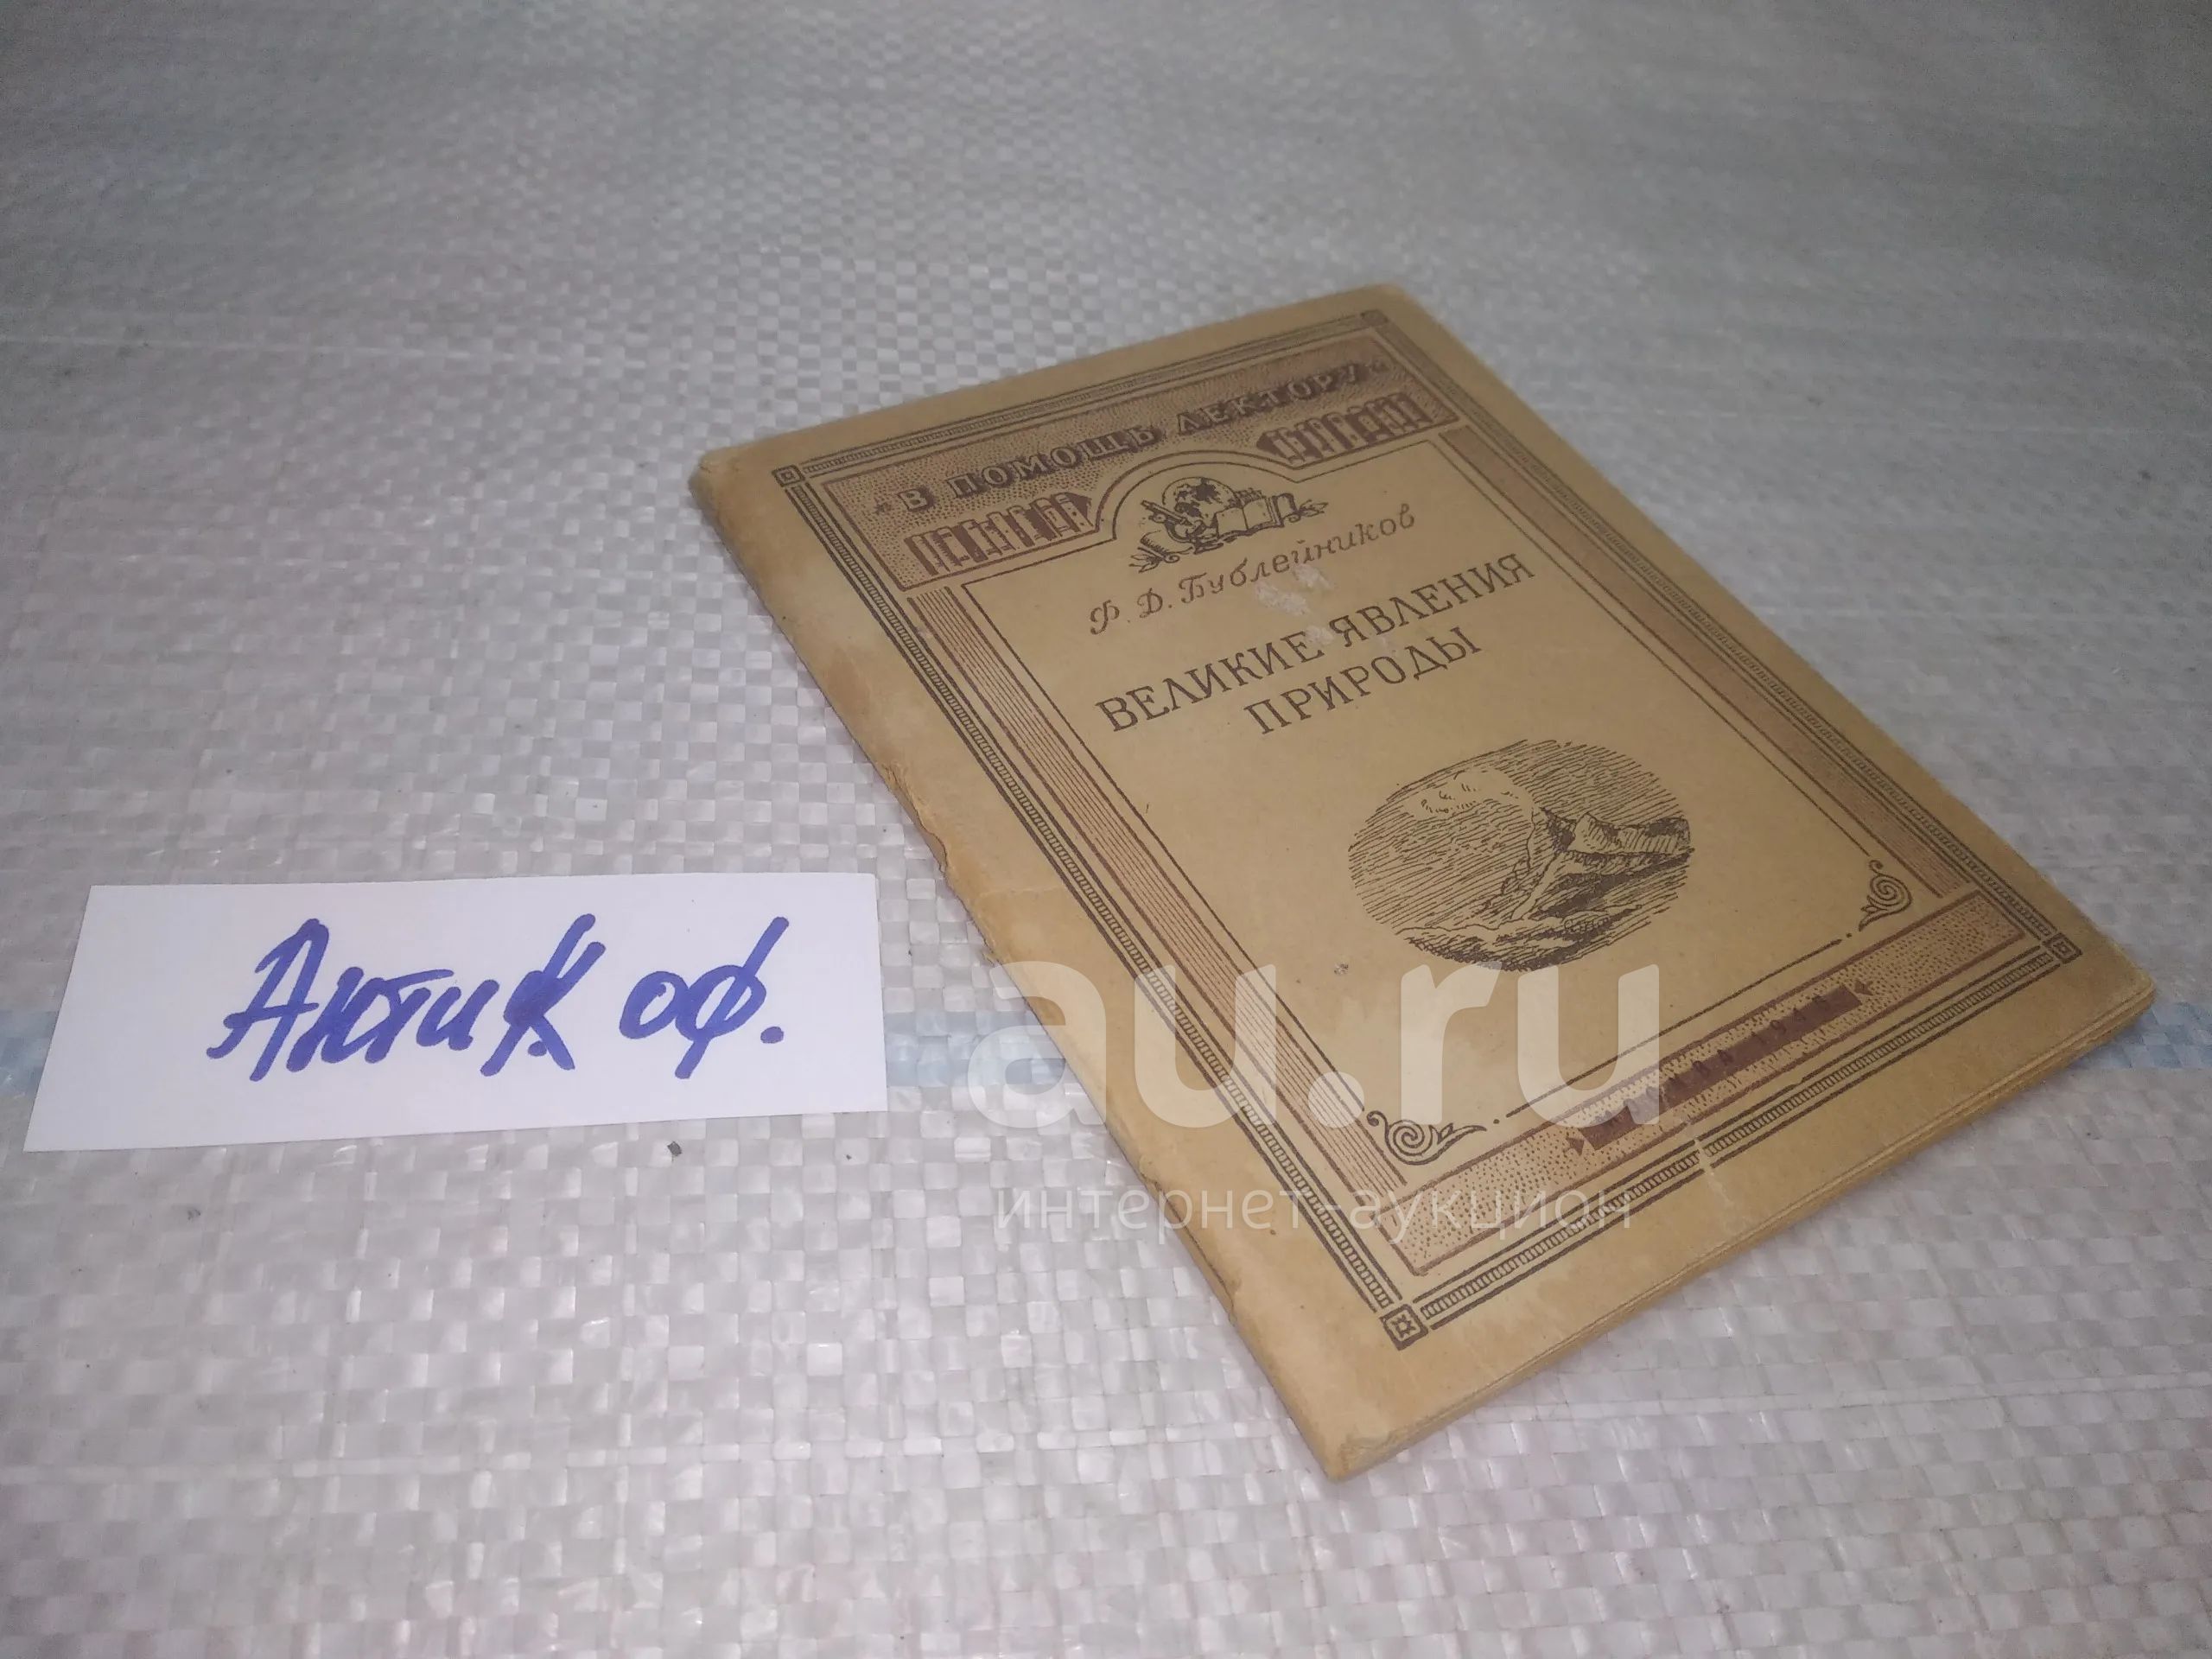 «В ПОМОЩЬ ЛЕКТОРУ»
Ф. Д. Бублейников
ВЕЛИКИЕ ЯВЛЕНИЯ
ПРИРОДЫ
АнтиК оф.
au.ru
интернет-аукцион